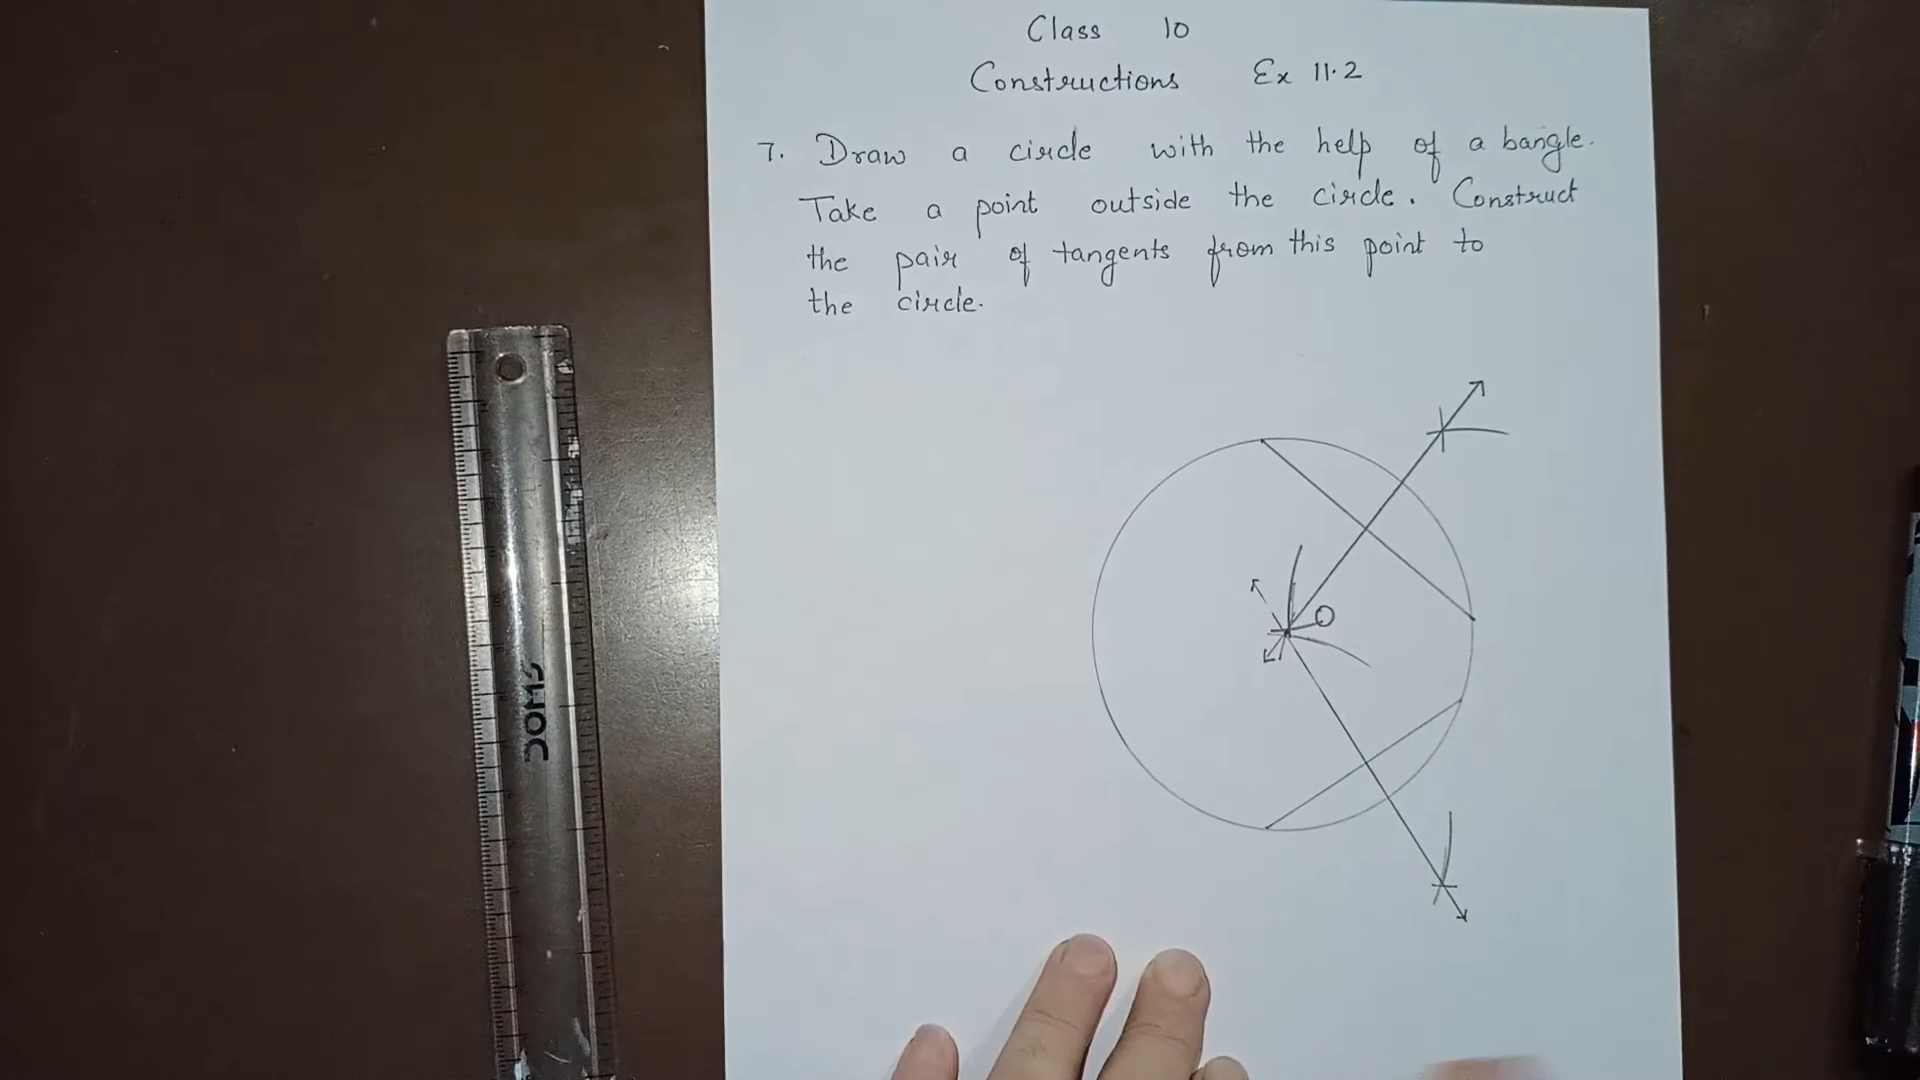 Class 10
Constructions Ex 11.2
7. Draw a circle with the help of a bangle.
Take a point outside the circle. Construct
the pair of tangents from this point to
the circle.
O
DOMS